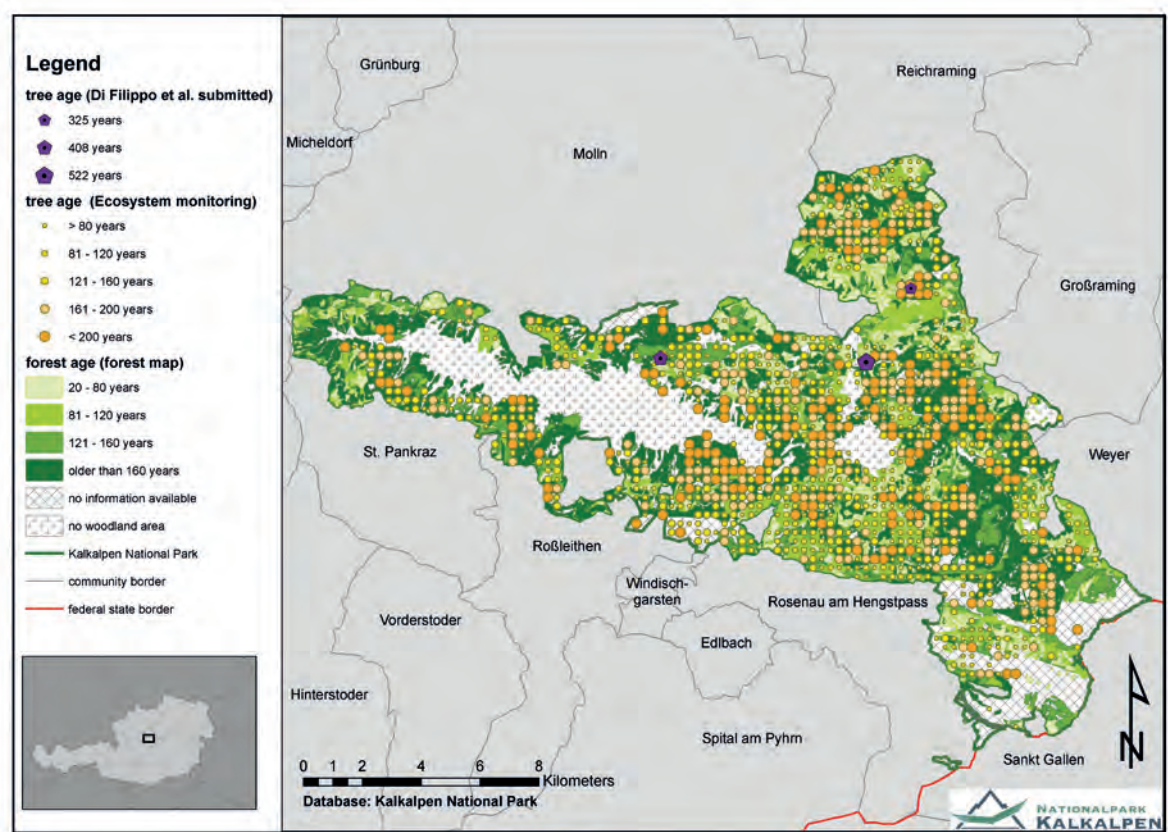 Legend
tree age (Di Filippo et al. submitted)
325 years
408 years
522 years
tree age (Ecosystem monitoring)
> 80 years
81 - 120 years
121 - 160 years
161 - 200 years
< 200 years
forest age (forest map)
20 - 80 years
81 - 120 years
121 - 160 years
older than 160 years
no information available
no woodland area
Kalkalpen National Park
community border
federal state border
Grünburg
Reichraming
Micheldorf
Molln
Großraming
St. Pankraz
Weyer
Roßleithen
Windisch-
garsten
Rosenau am Hengstpass
Vorderstoder
Edlbach
Hinterstoder
Spital am Pyhrn
Sankt Gallen
N
0 1 2 4 6 8
Kilometers
Database: Kalkalpen National Park
NATIONALPARK
KALKALPEN